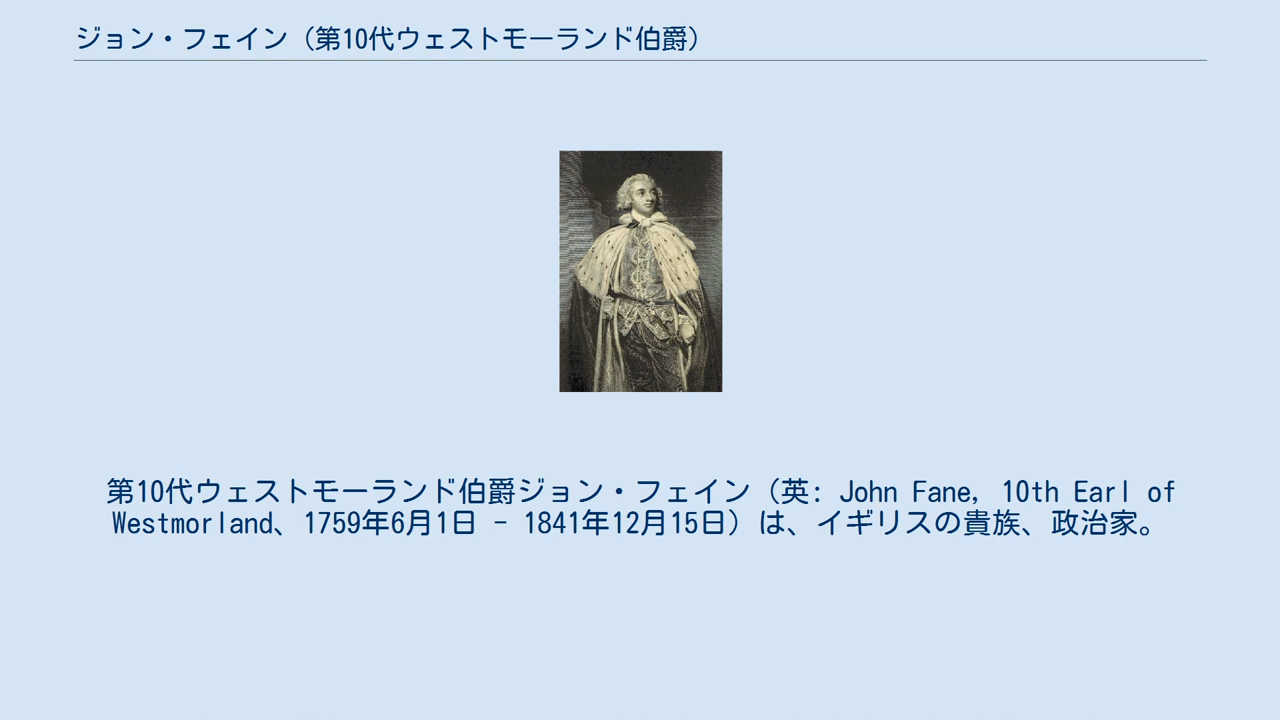 ジョン・フェイン（第10代ウェストモーランド伯爵）
第10代ウェストモーランド伯爵ジョン・フェイン（英: John Fane, 10th Earl of
Westmorland、1759年6月1日 - 1841年12月15日）は、イギリスの貴族、政治家。